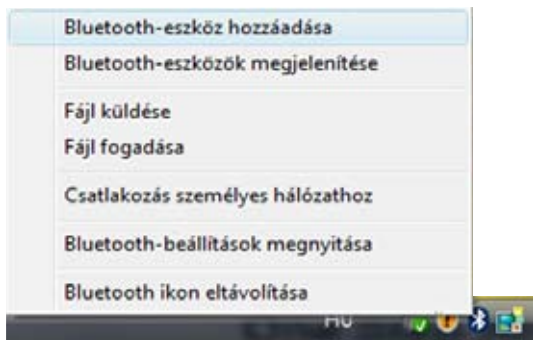 Bluetooth-eszköz hozzáadása
Bluetooth-eszközök megjelenítése
Fájl küldése
Fájl fogadása
Csatlakozás személyes hálózathoz
Bluetooth-beállítások megnyitása
Bluetooth ikon eltávolítása
HU